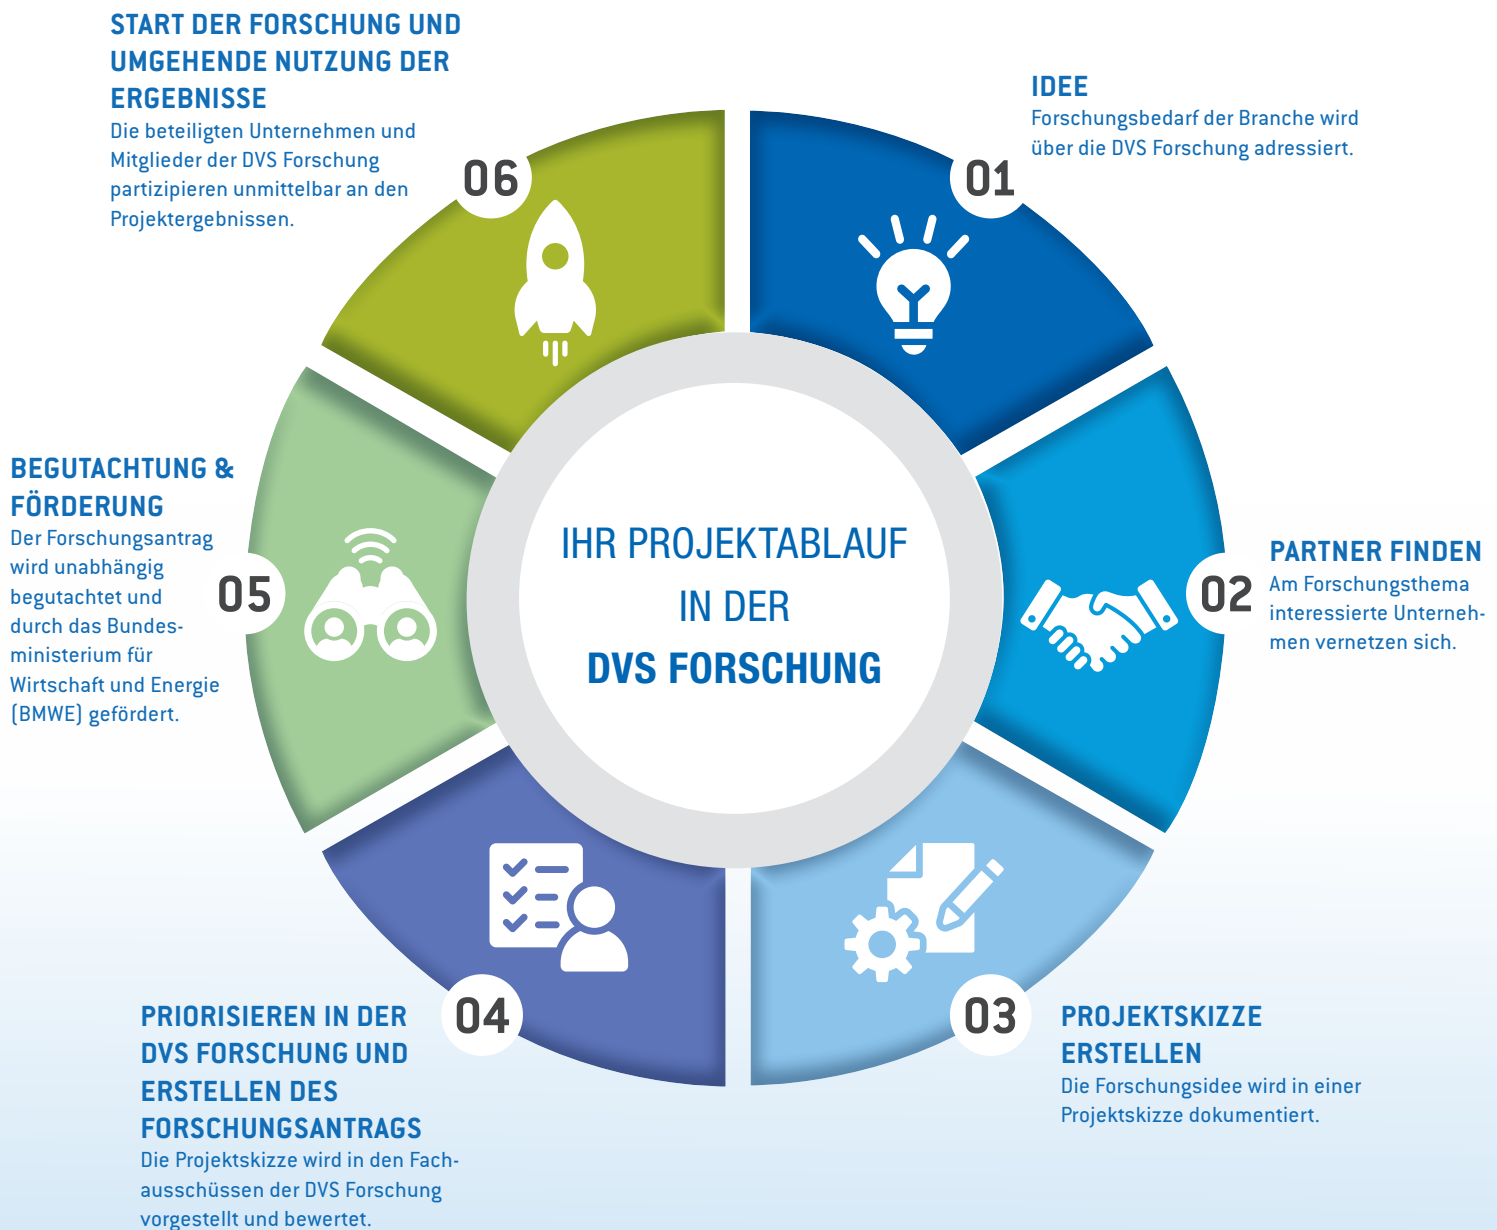 IHR PROJEKTABLAUF
IN DER
DVS FORSCHUNG
01
IDEE
Forschungsbedarf der Branche wird
über die DVS Forschung adressiert.
02
PARTNER FINDEN
Am Forschungsthema
interessierte Unterneh-
men vernetzen sich.
03
PROJEKTSKIZZE
ERSTELLEN
Die Forschungsidee wird in einer
Projektskizze dokumentiert.
04
PRIORISIEREN IN DER
DVS FORSCHUNG UND
ERSTELLEN DES
FORSCHUNGSANTRAGS
Die Projektskizze wird in den Fach-
ausschüssen der DVS Forschung
vorgestellt und bewertet.
05
BEGUTACHTUNG &
FÖRDERUNG
Der Forschungsantrag
wird unabhängig
begutachtet und
durch das Bundes-
ministerium für
Wirtschaft und Energie
(BMWE) gefördert.
06
START DER FORSCHUNG UND
UMGEHENDE NUTZUNG DER
ERGEBNISSE
Die beteiligten Unternehmen und
Mitglieder der DVS Forschung
partizipieren unmittelbar an den
Projektergebnissen.